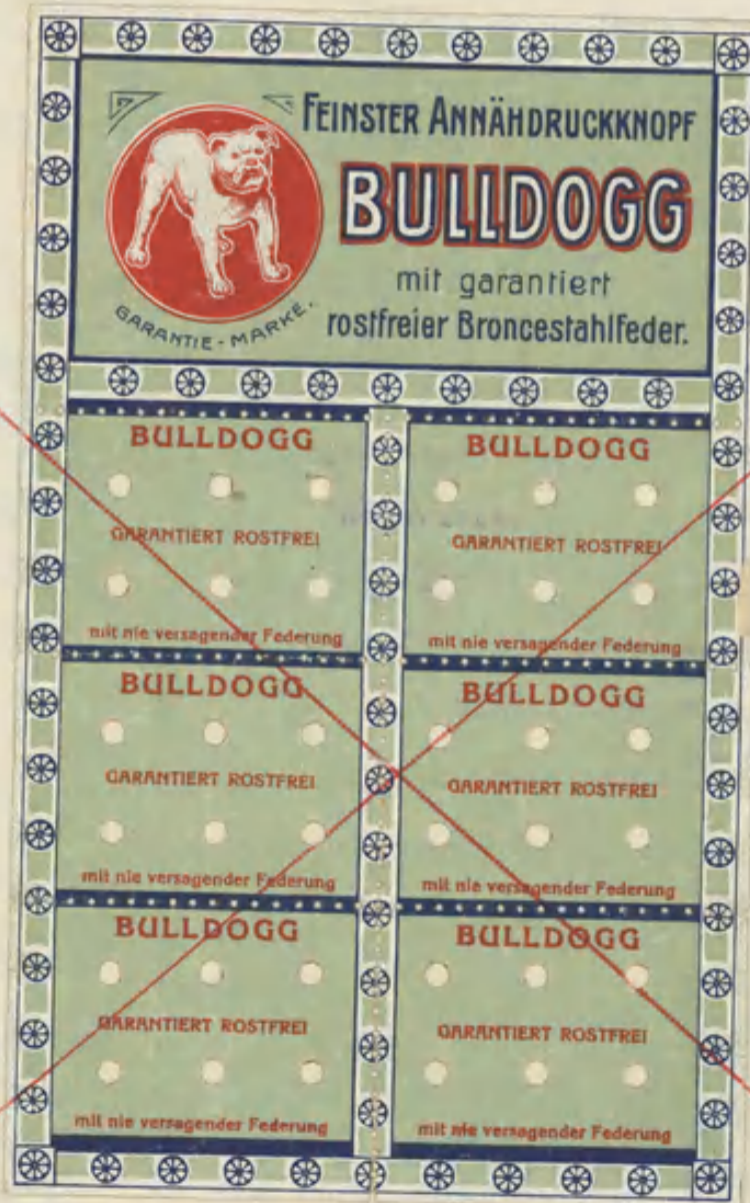 FEINSTER ANNÄHDRUCKKNOPF
BULLDOGG
mit garantiert
rostfreier Broncestahlfeder.
GARANTIE-MARKE.
BULLDOGG
GARANTIERT ROSTFREI
mit nie versagender Federung
BULLDOGG
GARANTIERT ROSTFREI
mit nie versagender Federung
BULLDOGG
GARANTIERT ROSTFREI
mit nie versagender Federung
BULLDOGG
GARANTIERT ROSTFREI
mit nie versagender Federung
BULLDOGG
GARANTIERT ROSTFREI
mit nie versagender Federung
BULLDOGG
GARANTIERT ROSTFREI
mit nie versagender Federung